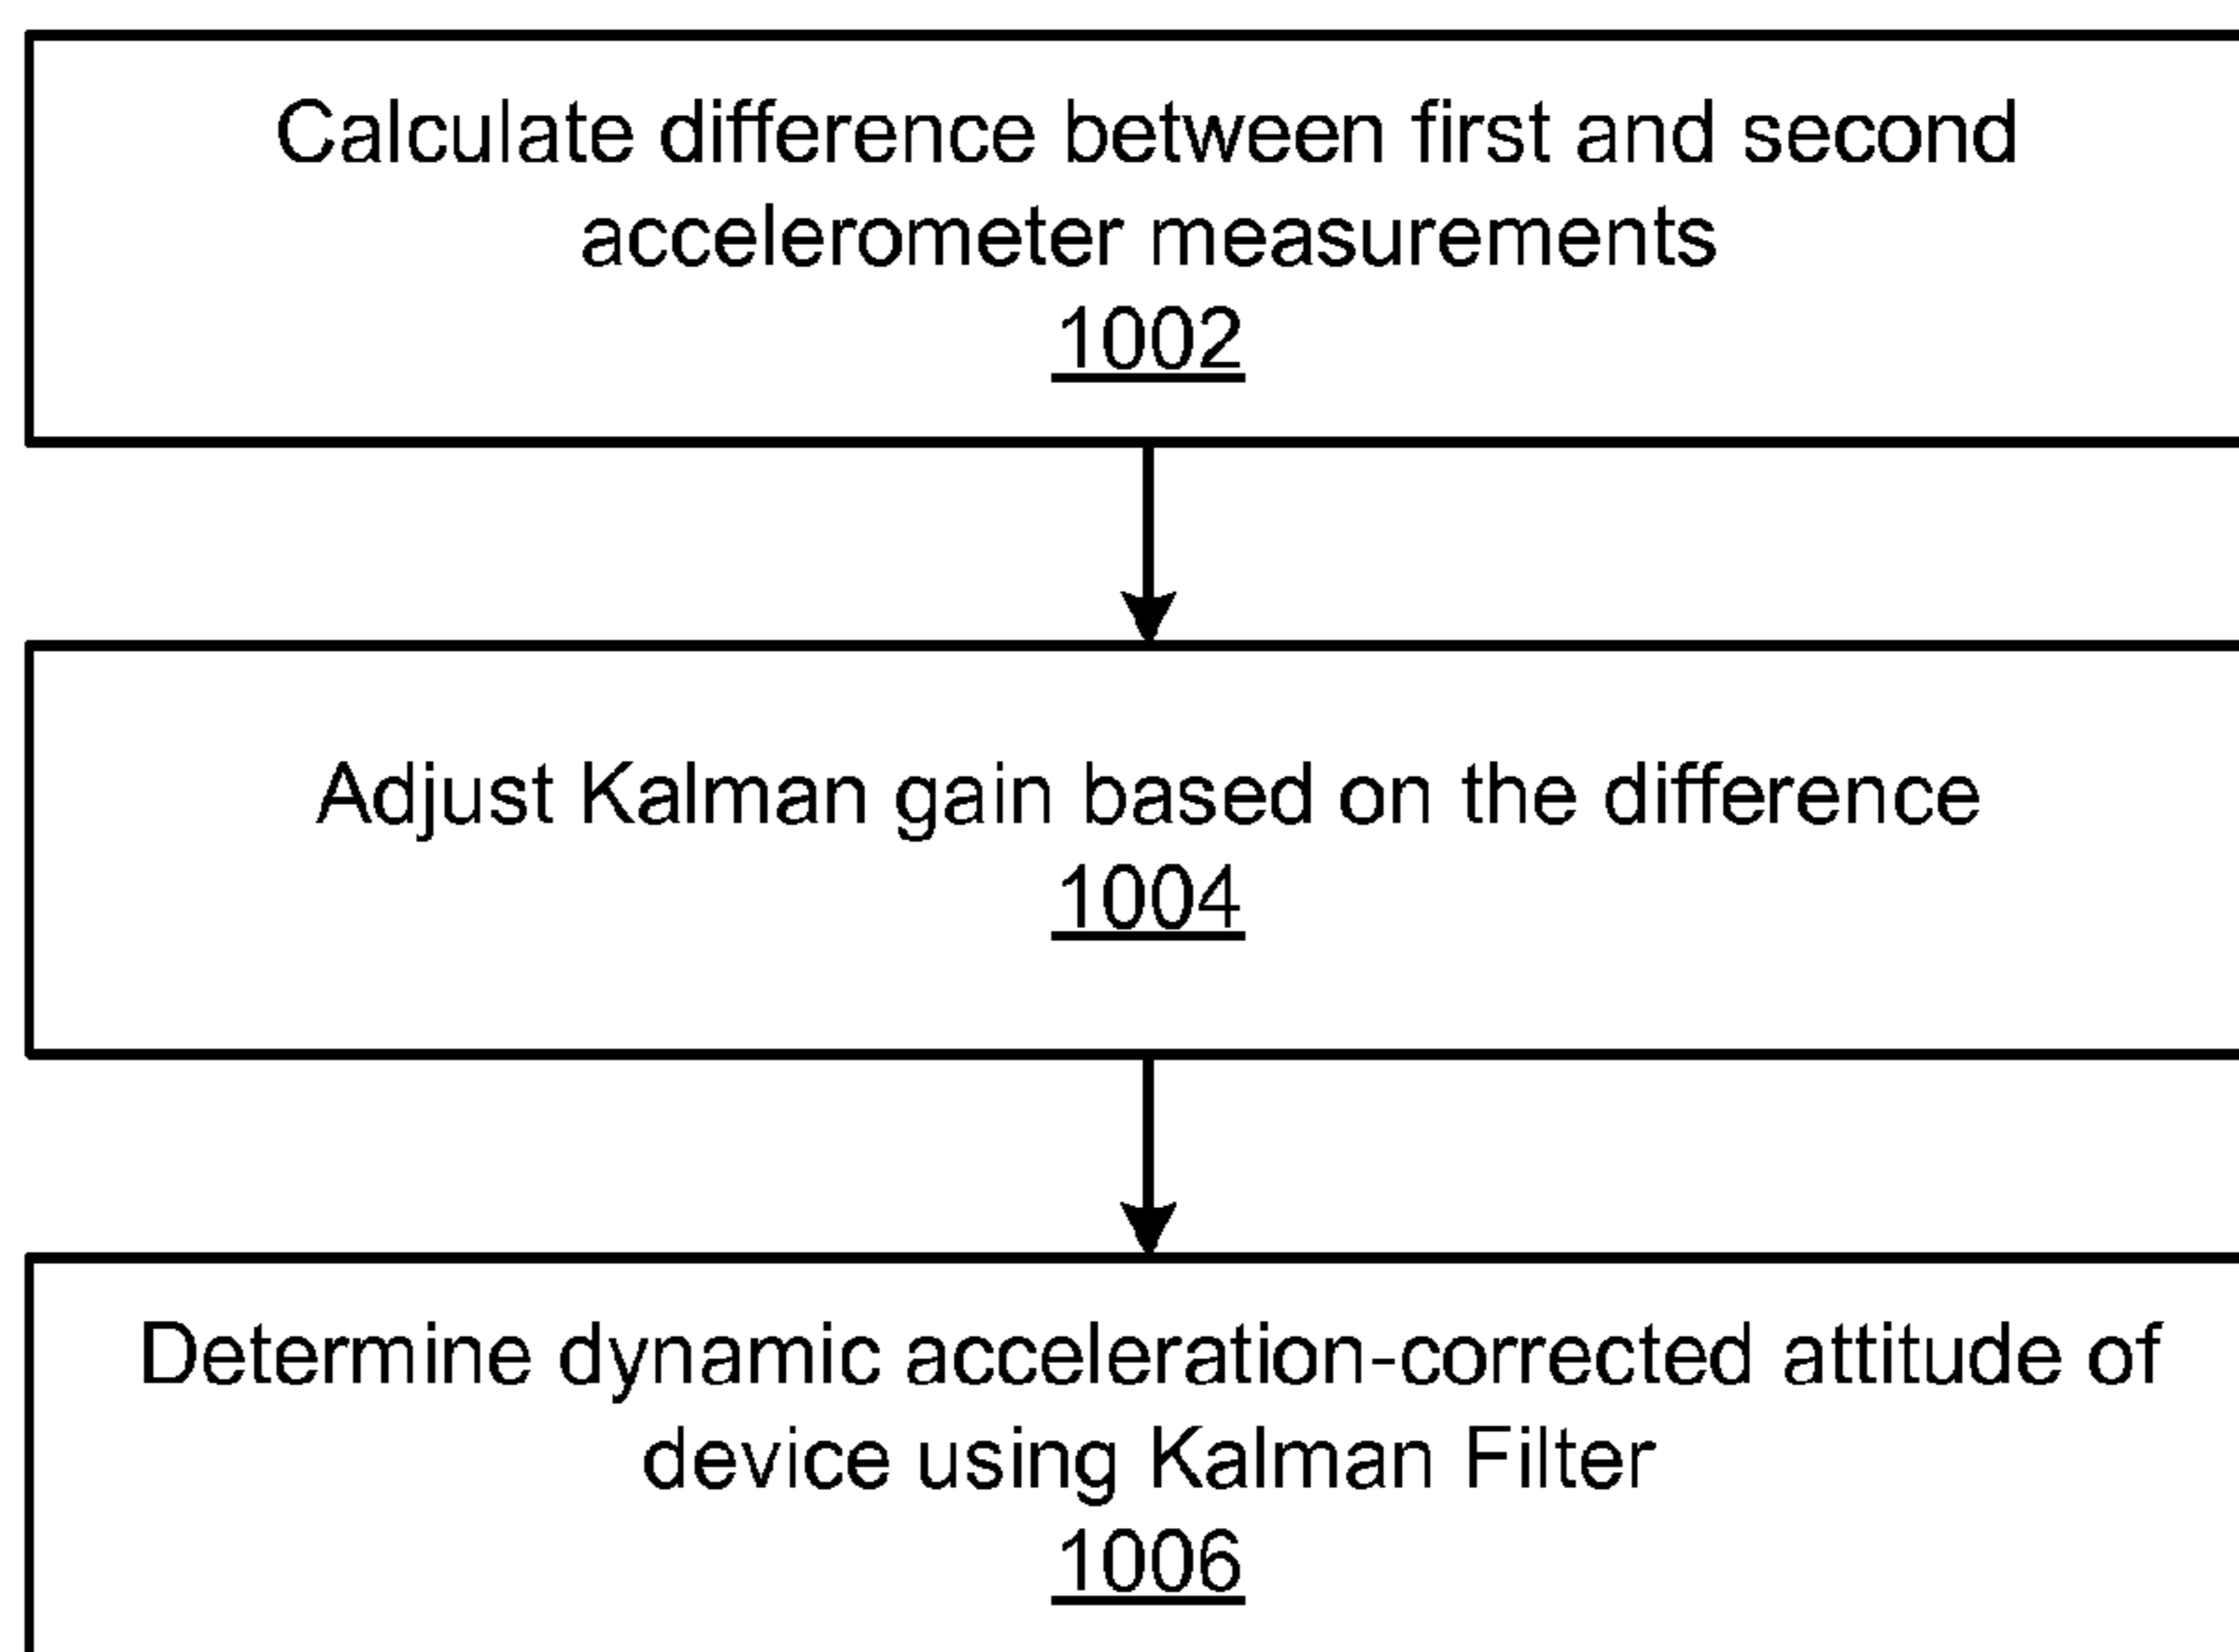 Calculate difference between first and second
accelerometer measurements
1002
Adjust Kalman gain based on the difference
1004
Determine dynamic acceleration-corrected attitude of
device using Kalman Filter
1006